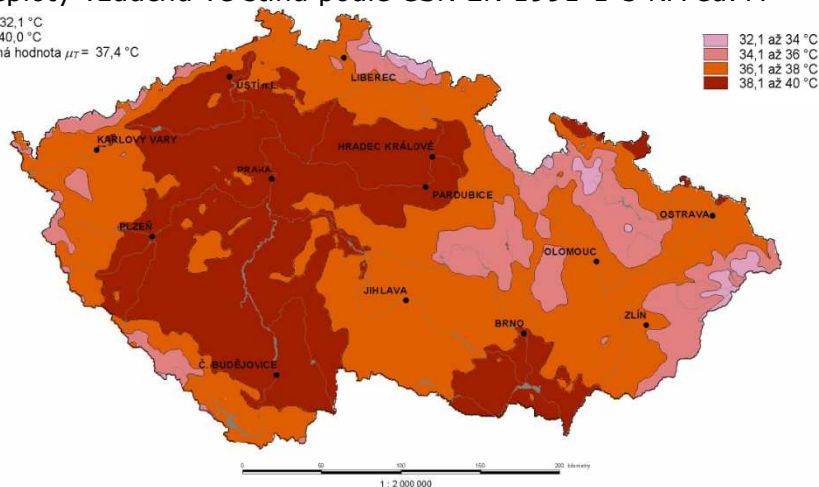 32,1 °C
40,0 °C
ná hodnota μT = 37,4 °C
32,1 až 34 °C
34,1 až 36 °C
36,1 až 38 °C
38,1 až 40 °C
LIBEREC
ÚSTÍ n.L.
KARLOVY VARY
HRADEC KRÁLOVÉ
PRAHA
PARDUBICE
PLZEŇ
OSTRAVA
OLOMOUC
JIHLAVA
ZLÍN
BRNO
Č. BUDĚJOVICE
0 50 100 150 200 kilometry
1 : 2 000 000